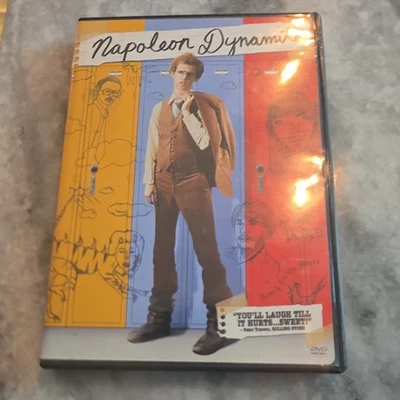 Napoleon Dynamite
"YOU'LL LAUGH TILL
IT HURTS...SWEET!"
- Peter Travers, ROLLING STONE
DVD